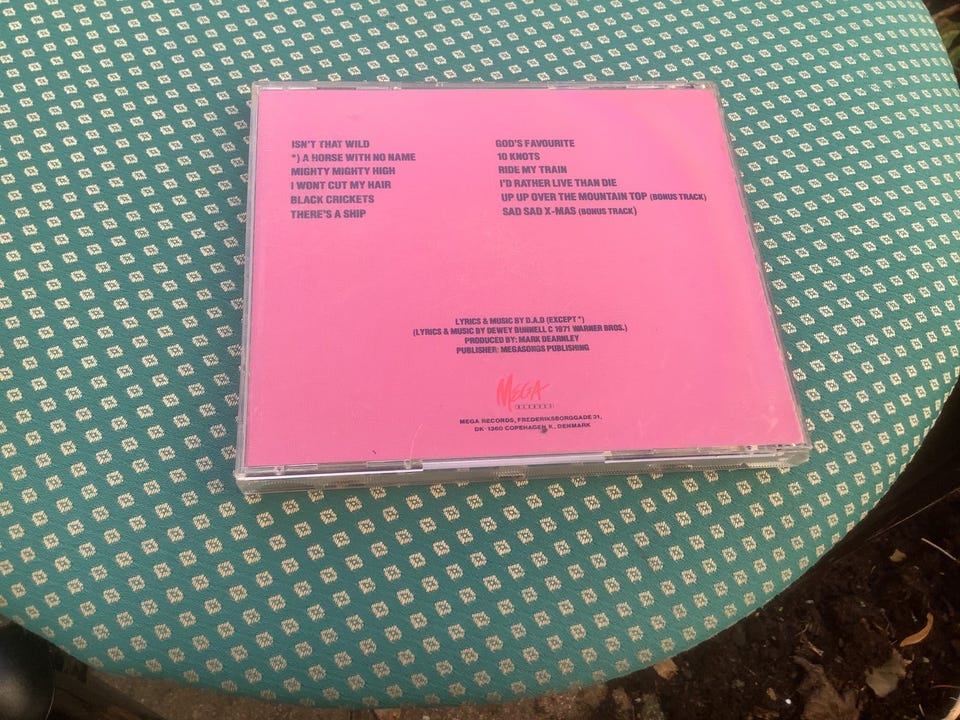 ISN'T THAT WILD
*) A HORSE WITH NO NAME
MIGHTY MIGHTY HIGH
I WONT CUT MY HAIR
BLACK CRICKETS
THERE'S A SHIP
GOD'S FAVOURITE
10 KNOTS
RIDE MY TRAIN
I'D RATHER LIVE THAN DIE
UP UP OVER THE MOUNTAIN TOP (BONUS TRACK)
SAD SAD X-MAS (BONUS TRACK)
LYRICS & MUSIC BY D.A.D (EXCEPT *)
(LYRICS & MUSIC BY DEWEY BUNNELL C 1971 WARNER BROS.)
PRODUCED BY: MARK DEARNLEY
PUBLISHER: MEGASONGS PUBLISHING
MEGA
RECORDS
MEGA RECORDS, FREDERIKSBORGGADE 31,
DK-1360 COPENHAGEN K, DENMARK